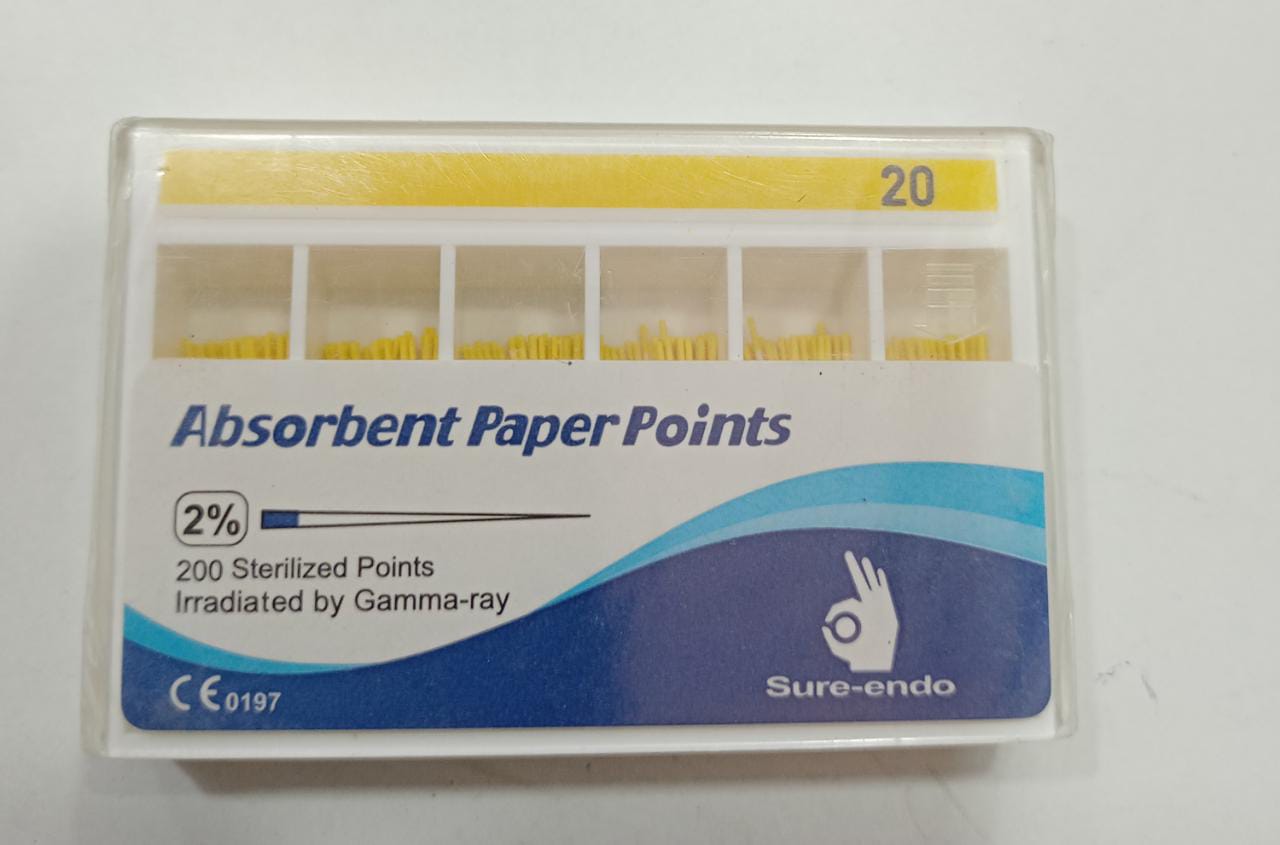 20
Absorbent Paper Points
2%
200 Sterilized Points
Irradiated by Gamma-ray
CE 0197
Sure-endo